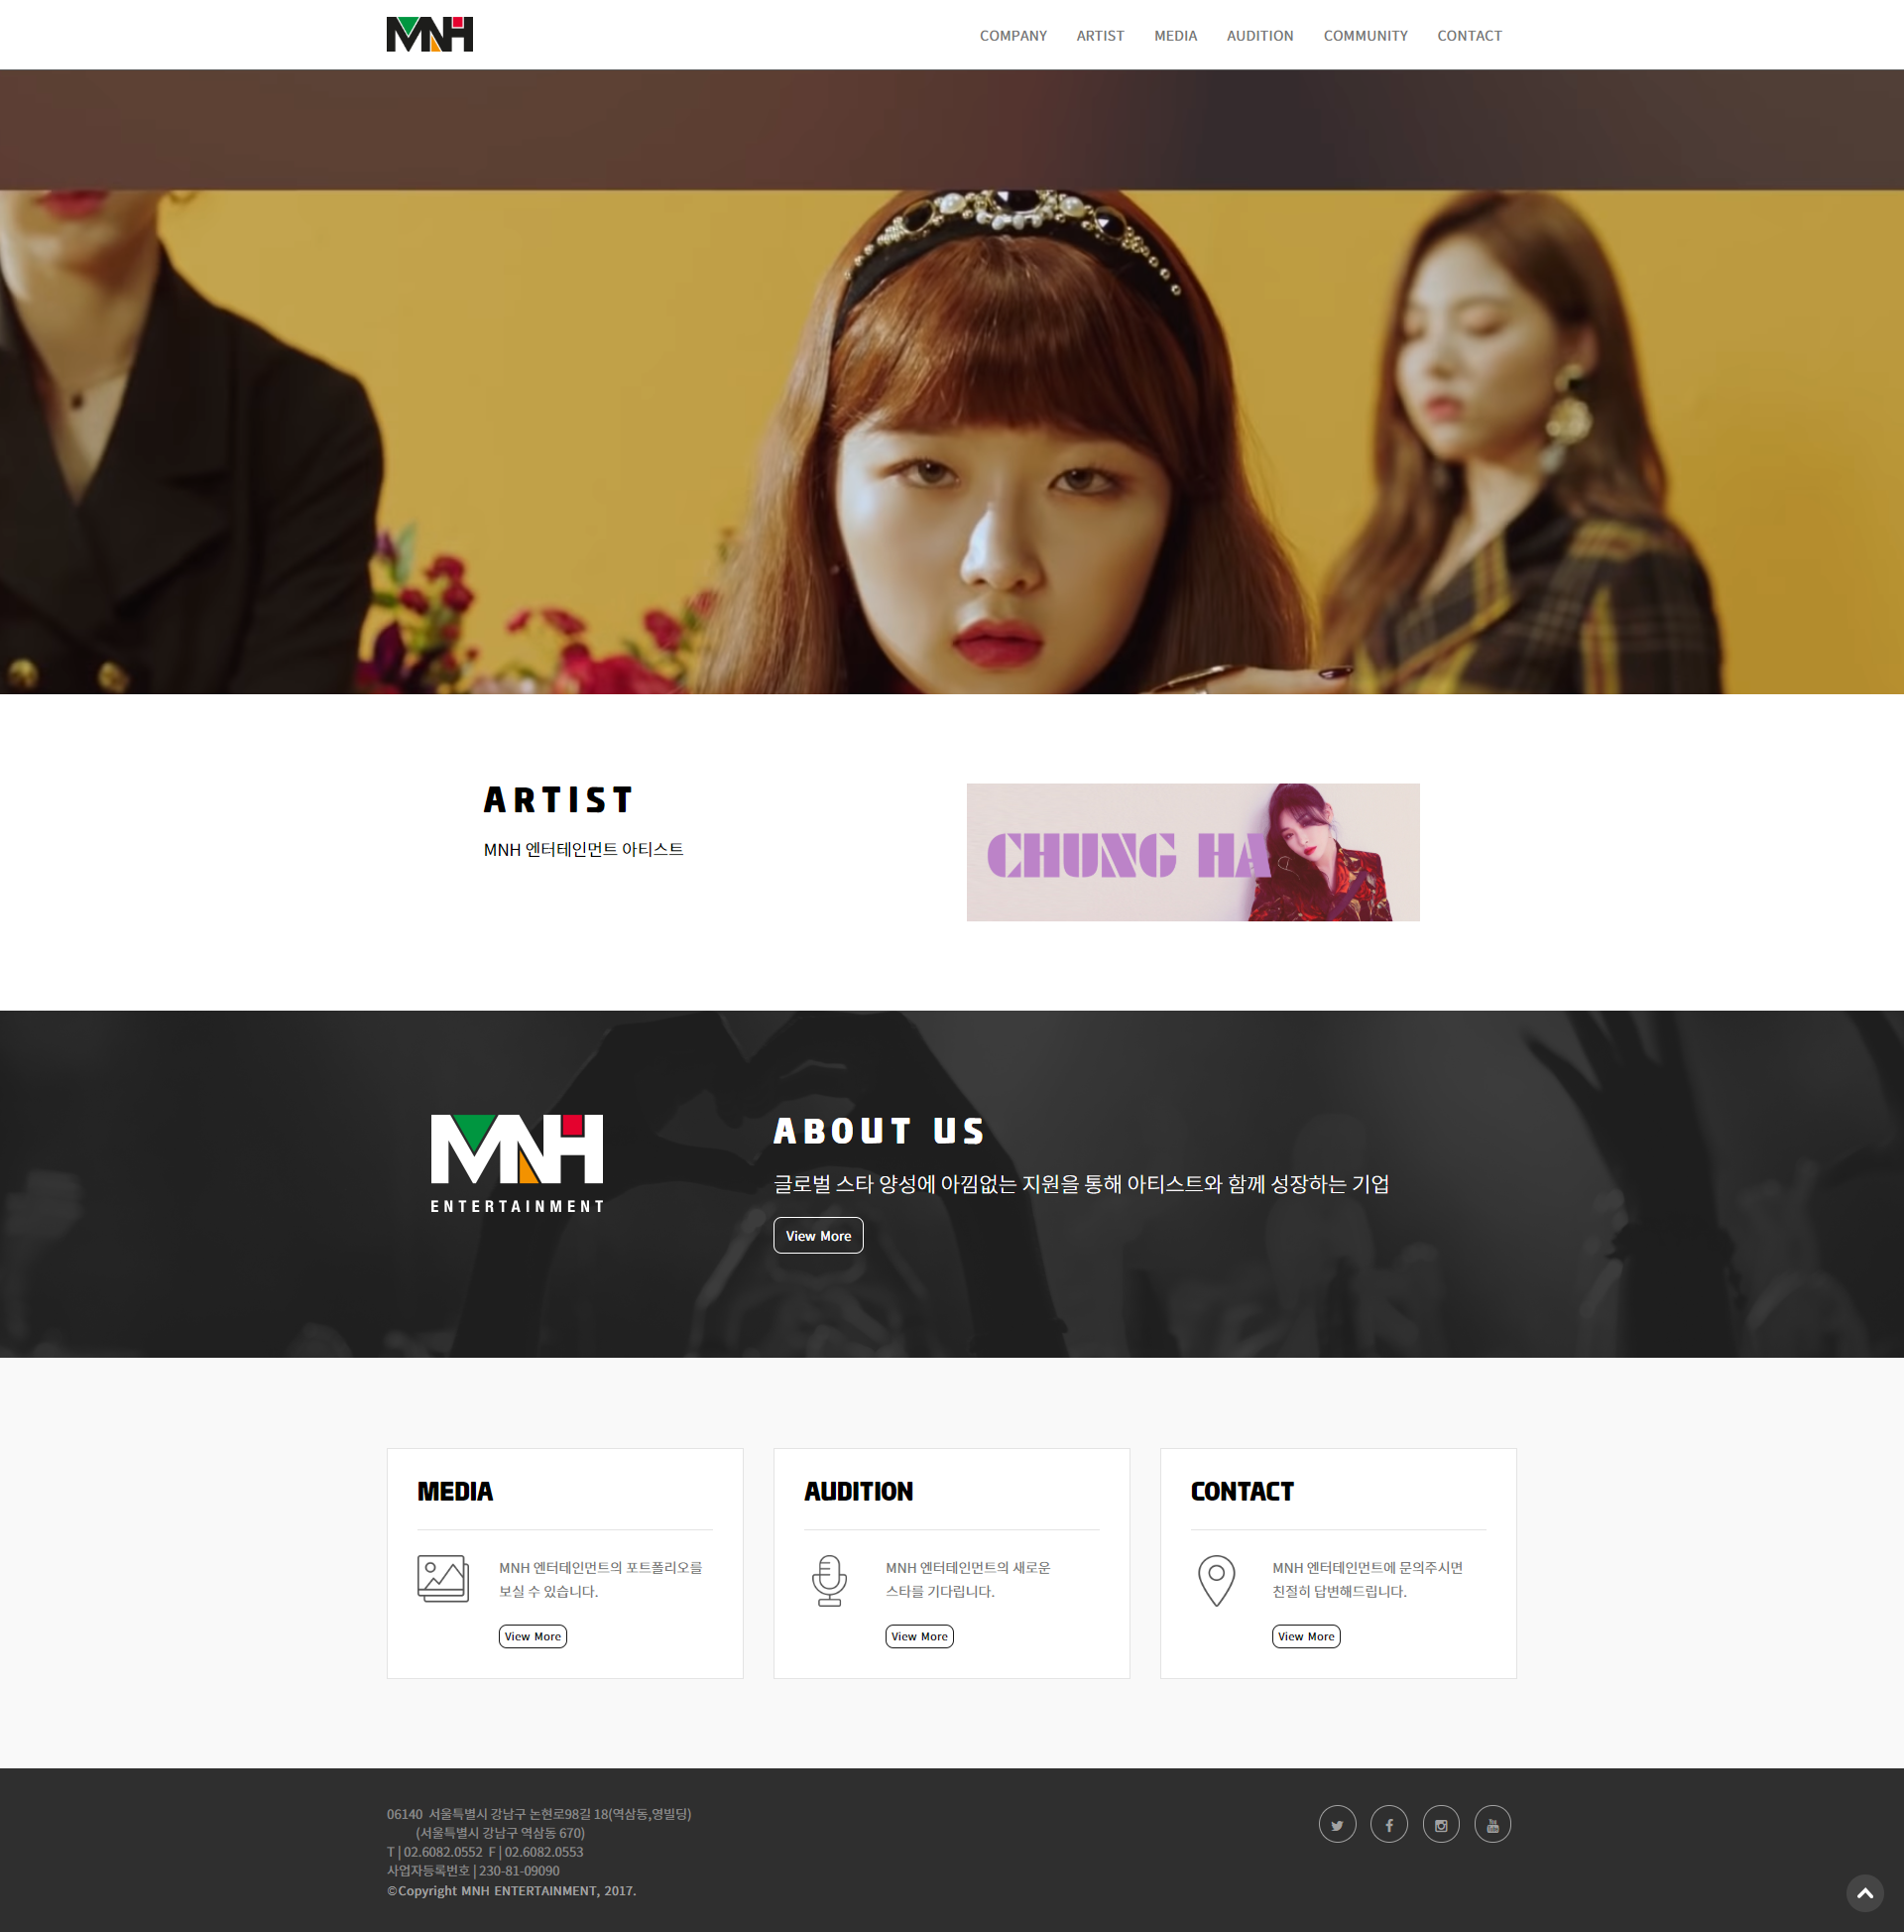 MNH
COMPANY ARTIST MEDIA AUDITION COMMUNITY CONTACT
ARTIST
MNH 엔터테인먼트 아티스트
CHUNG HA
MNH
ENTERTAINMENT
ABOUT US
글로벌 스타 양성에 아낌없는 지원을 통해 아티스트와 함께 성장하는 기업
View More
MEDIA
MNH 엔터테인먼트의 포트폴리오를
보실 수 있습니다.
View More
AUDITION
MNH 엔터테인먼트의 새로운
스타를 기다립니다.
View More
CONTACT
MNH 엔터테인먼트에 문의주시면
친절히 답변해드립니다.
View More
06140 서울특별시 강남구 논현로98길 18(역삼동,영빌딩)
(서울특별시 강남구 역삼동 670)
T | 02.6082.0552 F | 02.6082.0553
사업자등록번호 | 230-81-09090
©Copyright MNH ENTERTAINMENT, 2017.
You Tube